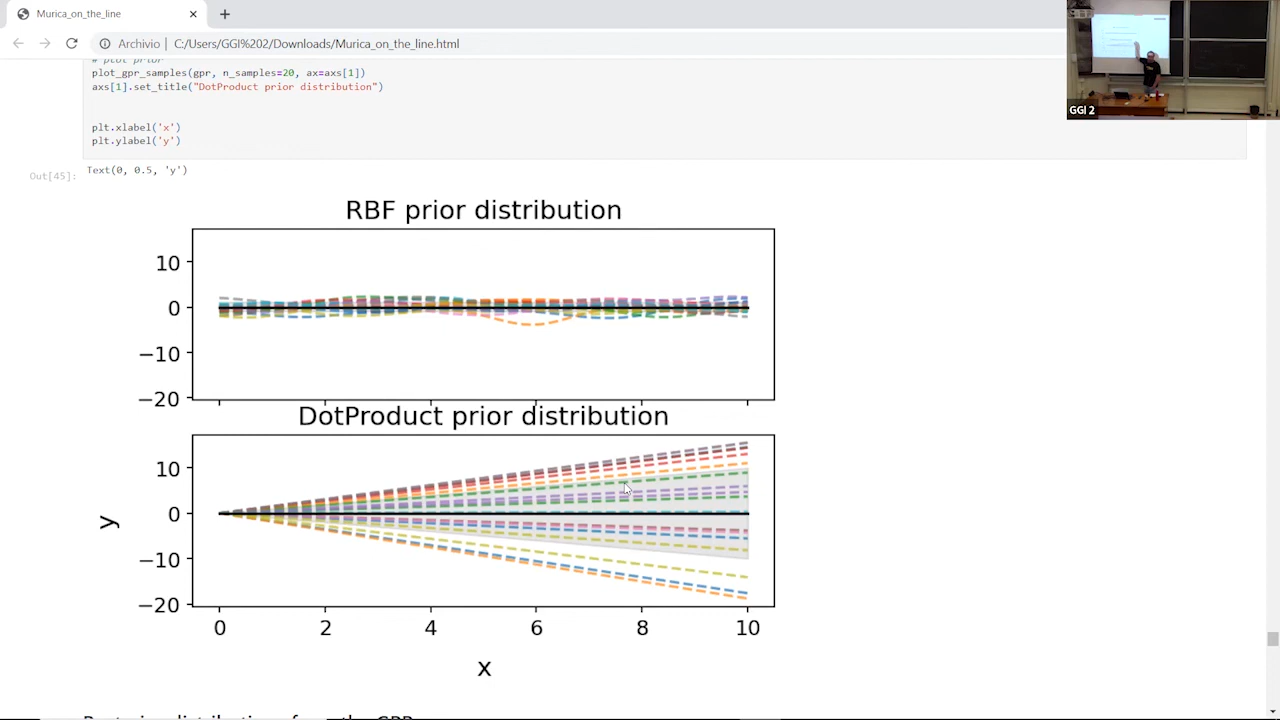 Murica_on_the_line
Archivio | C:/Users/GGI%202/Downloads/Murica_on_the_line.html
# plot prior
plot_gpr_samples(gpr, n_samples=20, ax=axs[1])
axs[1].set_title("DotProduct prior distribution")
plt.xlabel('x')
plt.ylabel('y')
Out[45]:
Text(0, 0.5, 'y')
GGI 2
RBF prior distribution
10
0
−10
−20
DotProduct prior distribution
10
0
−10
−20
y
0 2 4 6 8 10
x